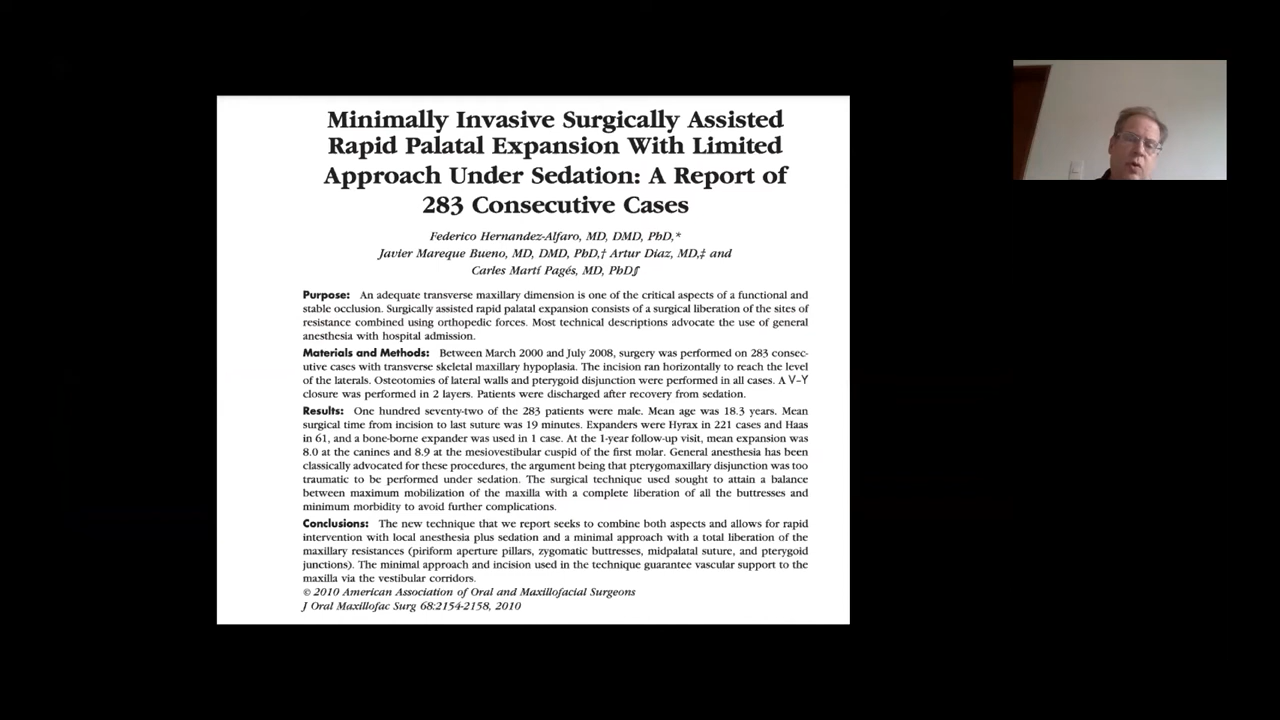 Minimally Invasive Surgically Assisted
Rapid Palatal Expansion With Limited
Approach Under Sedation: A Report of
283 Consecutive Cases
Federico Hernandez-Alfaro, MD, DMD, PhD,*
Javier Mareque Bueno, MD, DMD, PhD,† Artur Diaz, MD,‡ and
Carles Martí Pagés, MD, PhD§
Purpose: An adequate transverse maxillary dimension is one of the critical aspects of a functional and
stable occlusion. Surgically assisted rapid palatal expansion consists of a surgical liberation of the sites of
resistance combined using orthopedic forces. Most technical descriptions advocate the use of general
anesthesia with hospital admission.
Materials and Methods: Between March 2000 and July 2008, surgery was performed on 283 consec-
utive cases with transverse skeletal maxillary hypoplasia. The incision ran horizontally to reach the level
of the laterals. Osteotomies of lateral walls and pterygoid disjunction were performed in all cases. A V–Y
closure was performed in 2 layers. Patients were discharged after recovery from sedation.
Results: One hundred seventy-two of the 283 patients were male. Mean age was 18.3 years. Mean
surgical time from incision to last suture was 19 minutes. Expanders were Hyrax in 221 cases and Haas
in 61, and a bone-borne expander was used in 1 case. At the 1-year follow-up visit, mean expansion was
8.0 at the canines and 8.9 at the mesiovestibular cuspid of the first molar. General anesthesia has been
classically advocated for these procedures, the argument being that pterygomaxillary disjunction was too
traumatic to be performed under sedation. The surgical technique used sought to attain a balance
between maximum mobilization of the maxilla with a complete liberation of all the buttresses and
minimum morbidity to avoid further complications.
Conclusions: The new technique that we report seeks to combine both aspects and allows for rapid
intervention with local anesthesia plus sedation and a minimal approach with a total liberation of the
maxillary resistances (piriform aperture pillars, zygomatic buttresses, midpalatal suture, and pterygoid
junctions). The minimal approach and incision used in the technique guarantee vascular support to the
maxilla via the vestibular corridors.
© 2010 American Association of Oral and Maxillofacial Surgeons
J Oral Maxillofac Surg 68:2154-2158, 2010